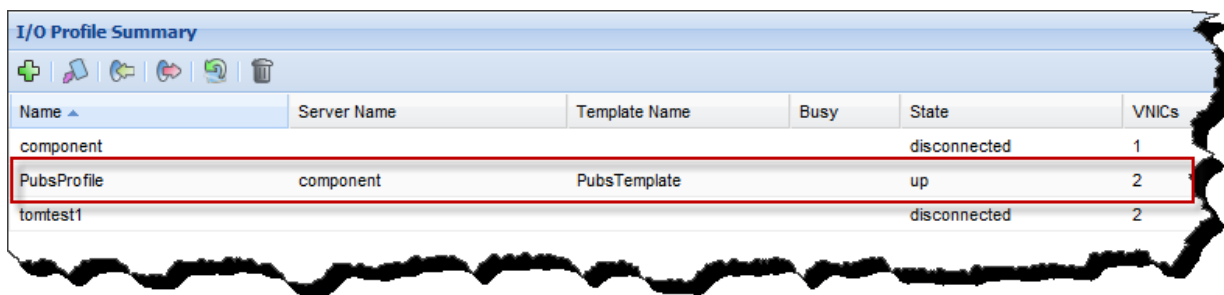 I/O Profile Summary
Name Server Name Template Name Busy State VNICs
component disconnected 1
PubsProfile component PubsTemplate up 2
tomtest1 disconnected 2